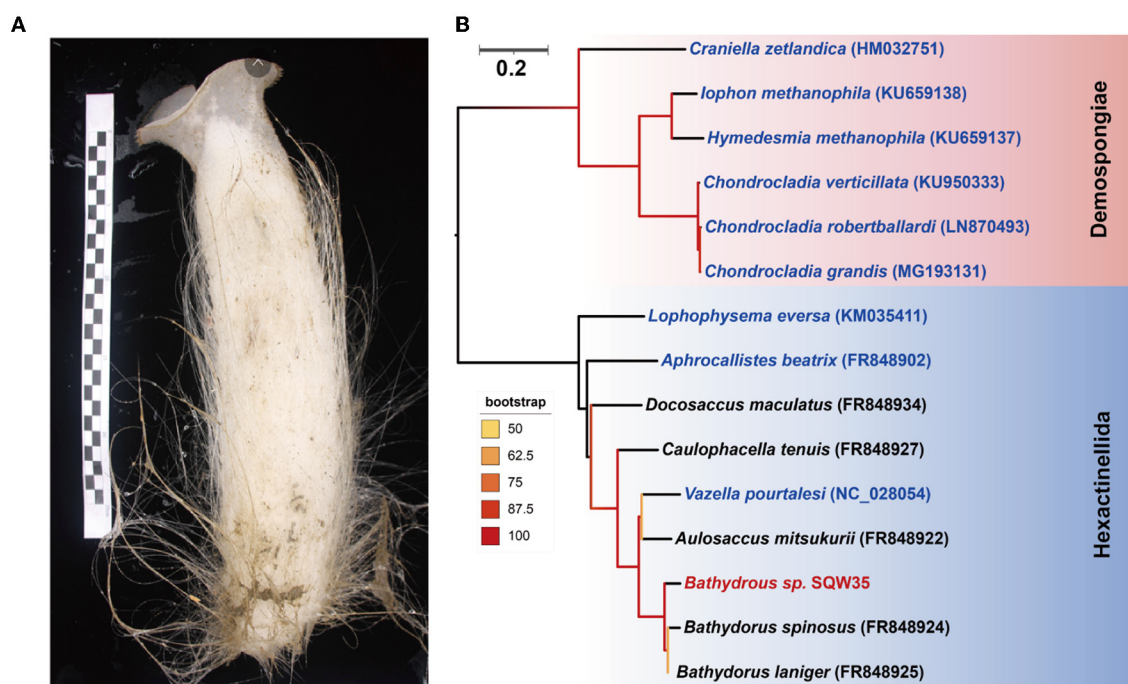 A
B
0.2
Craniella zetlandica (HM032751)
Iophon methanophila (KU659138)
Hymedesmia methanophila (KU659137)
Chondrocladia verticillata (KU950333)
Chondrocladia robertballardi (LN870493)
Chondrocladia grandis (MG193131)
Demospongiae
Lophophysema eversa (KM035411)
Aphrocallistes beatrix (FR848902)
Docosaccus maculatus (FR848934)
Caulophacella tenuis (FR848927)
Vazella pourtalesi (NC_028054)
Aulosaccus mitsukurii (FR848922)
Bathydrous sp. SQW35
Bathydorus spinosus (FR848924)
Bathydorus laniger (FR848925)
Hexactinellida
bootstrap
50
62.5
75
87.5
100